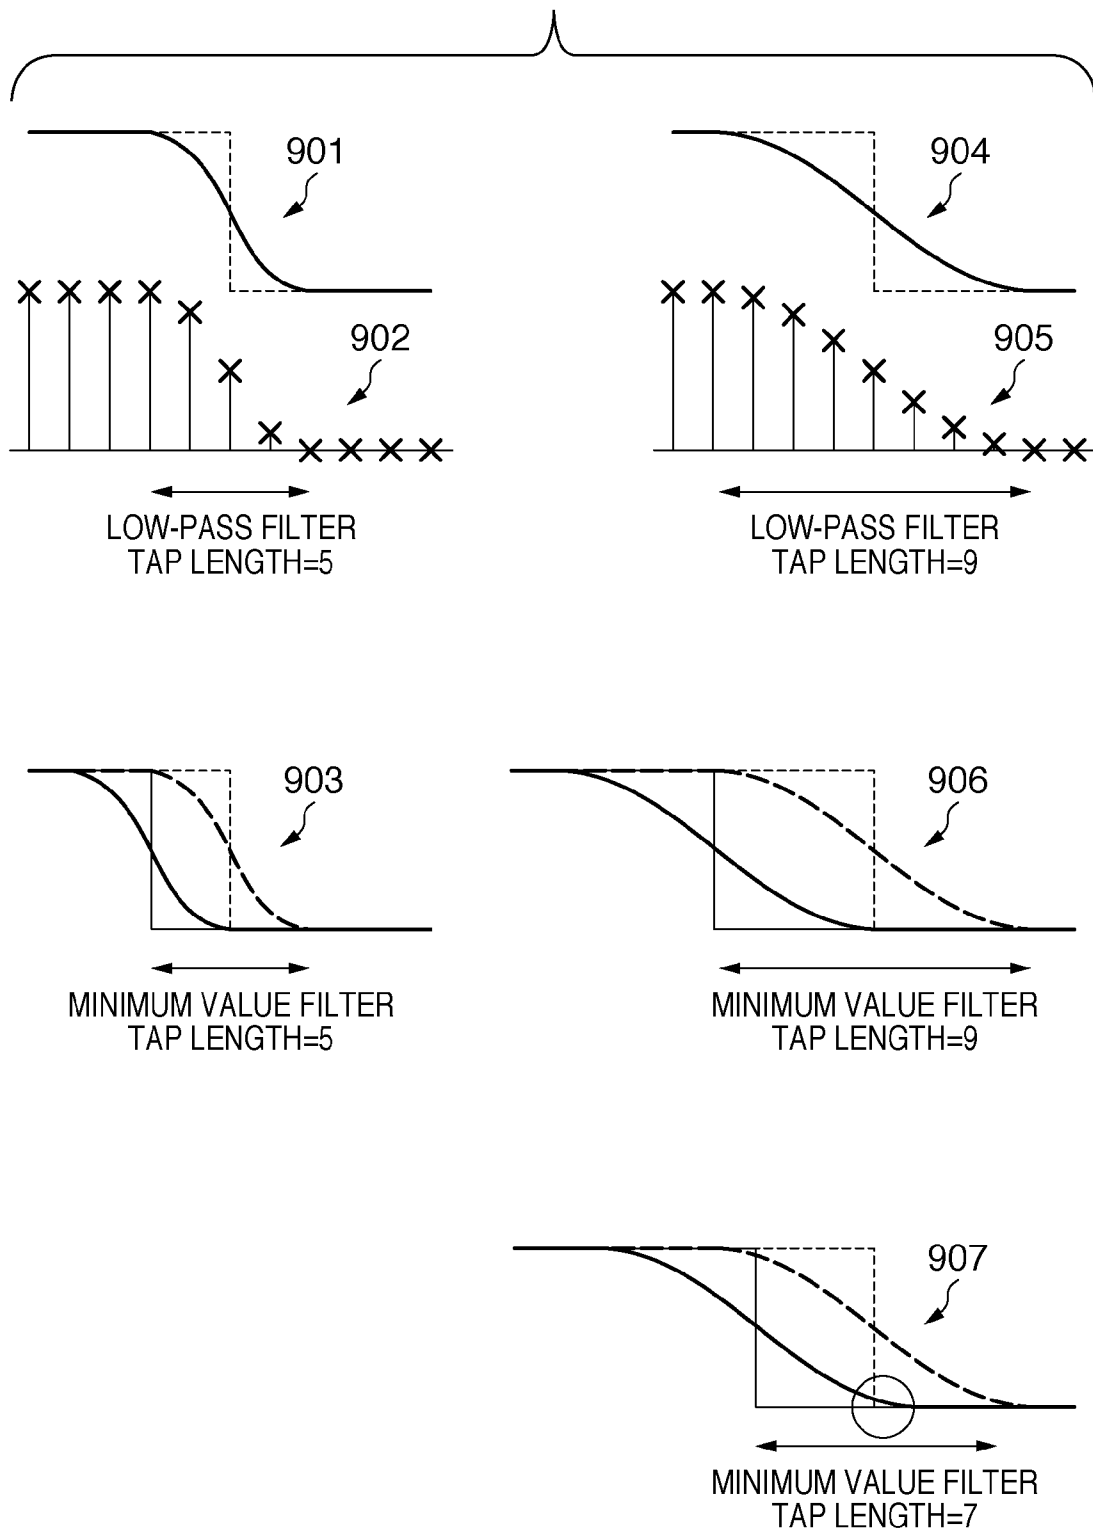 901
904
902
905
LOW-PASS FILTER
TAP LENGTH=5
LOW-PASS FILTER
TAP LENGTH=9
903
906
MINIMUM VALUE FILTER
TAP LENGTH=5
MINIMUM VALUE FILTER
TAP LENGTH=9
907
MINIMUM VALUE FILTER
TAP LENGTH=7